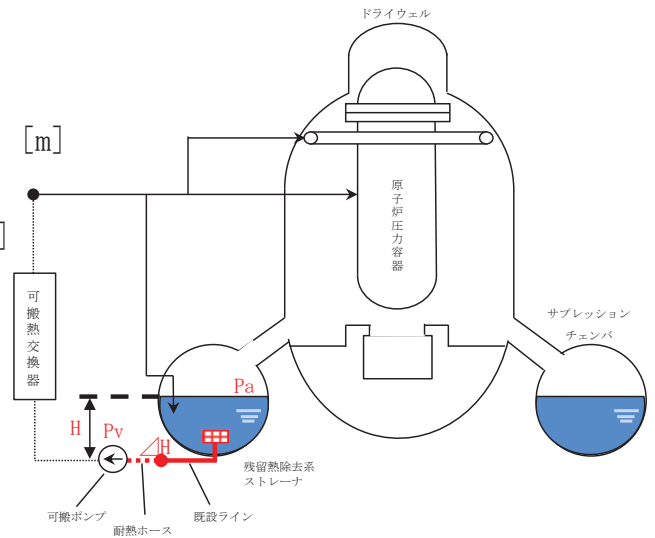 ドライウェル
[m]
]
原子炉圧力容器
可搬熱交換器
サプレッション
チェンバ
Pa
H
Pv
⊿H
残留熱除去系
ストレーナ
可搬ポンプ
耐熱ホース
既設ライン